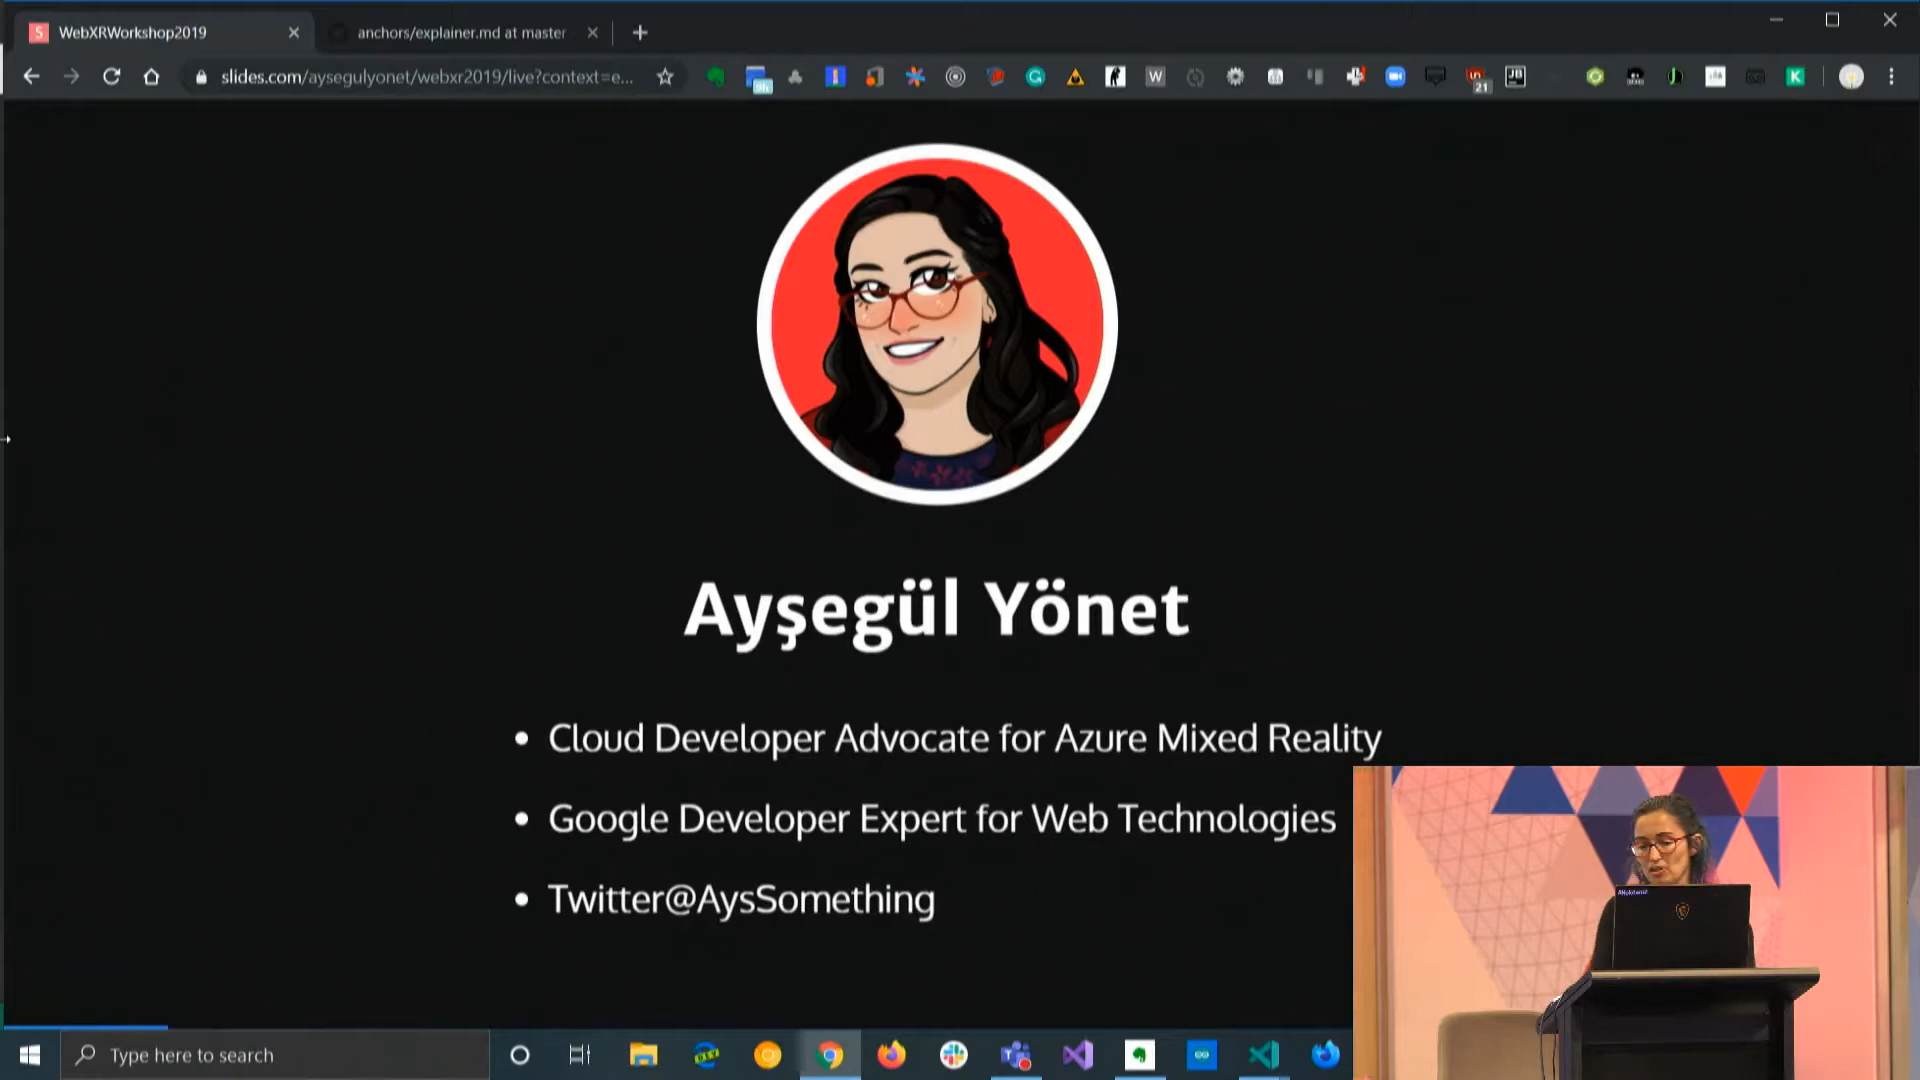 WebXRWorkshop2019
anchors/explainer.md at master
slides.com/aysegulyonet/webxr2019/live?context=e...
21
Ayşegül Yönet
Cloud Developer Advocate for Azure Mixed Reality
Google Developer Expert for Web Technologies
Twitter@AysSomething
Type here to search